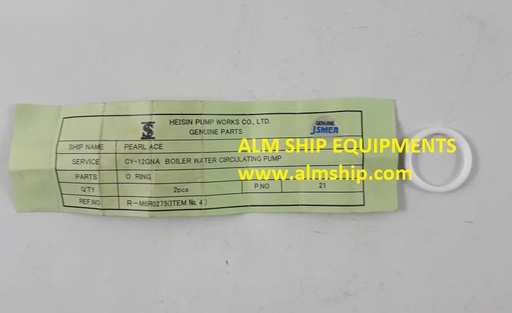 HEISIN PUMP WORKS CO., LTD.
GENUINE PARTS
GENUINE
JSMEA
SHIP NAME PEARL ACE
SERVICE CY-12GNA BOILER WATER CIRCULATING PUMP
PARTS O RING
Q'TY 2pcs P.NO 21
REF.NO R-M6R0275(ITEM No. 4)
ALM SHIP EQUIPMENTS
www.almship.com